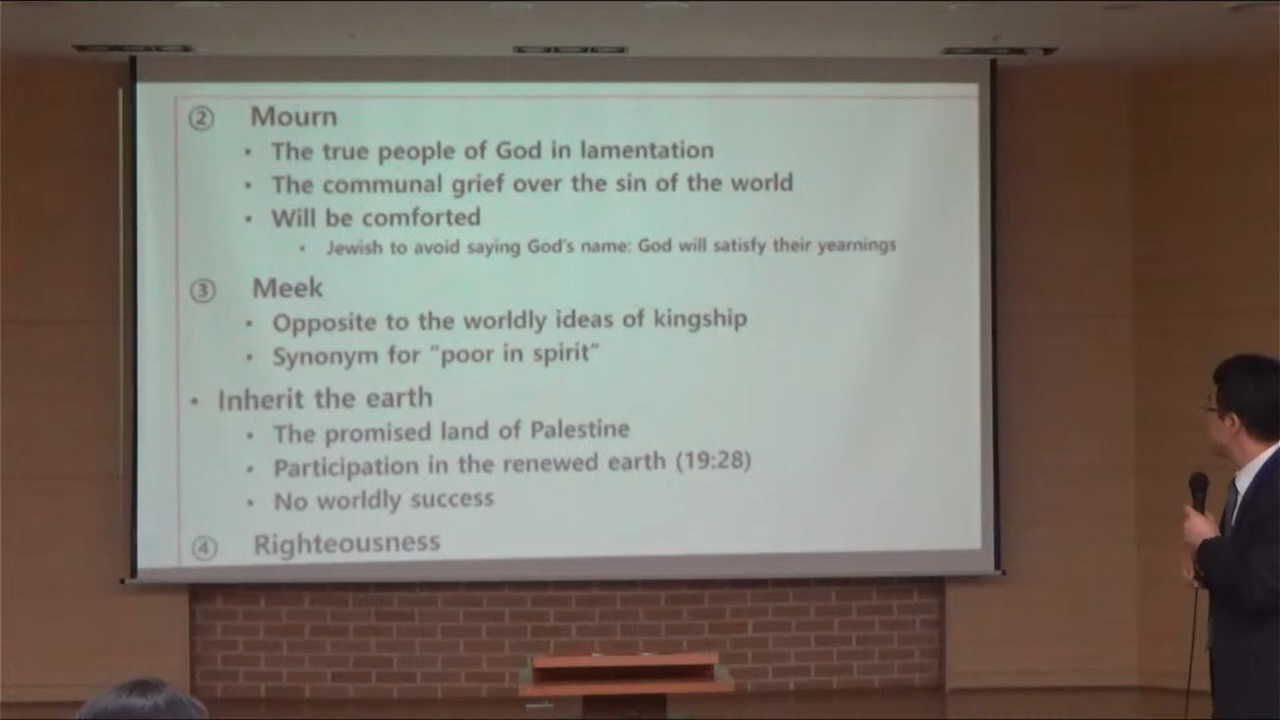 ② Mourn
• The true people of God in lamentation
• The communal grief over the sin of the world
• Will be comforted
• Jewish to avoid saying God's name: God will satisfy their yearnings
③ Meek
• Opposite to the worldly ideas of kingship
• Synonym for "poor in spirit"
• Inherit the earth
• The promised land of Palestine
• Participation in the renewed earth (19:28)
• No worldly success
④ Righteousness